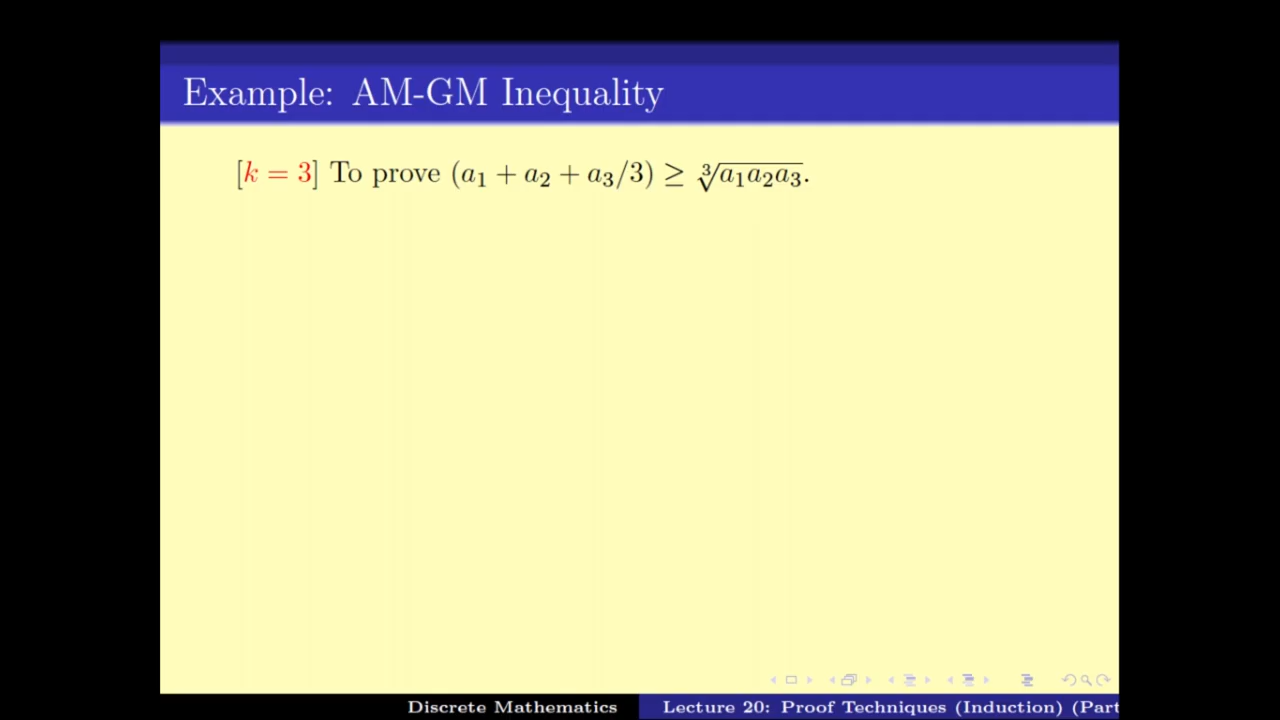 Example: AM-GM Inequality
[k = 3] To prove (a₁ + a₂ + a₃/3) ≥ ∛a₁a₂a₃.
Discrete Mathematics
Lecture 20: Proof Techniques (Induction) (Part